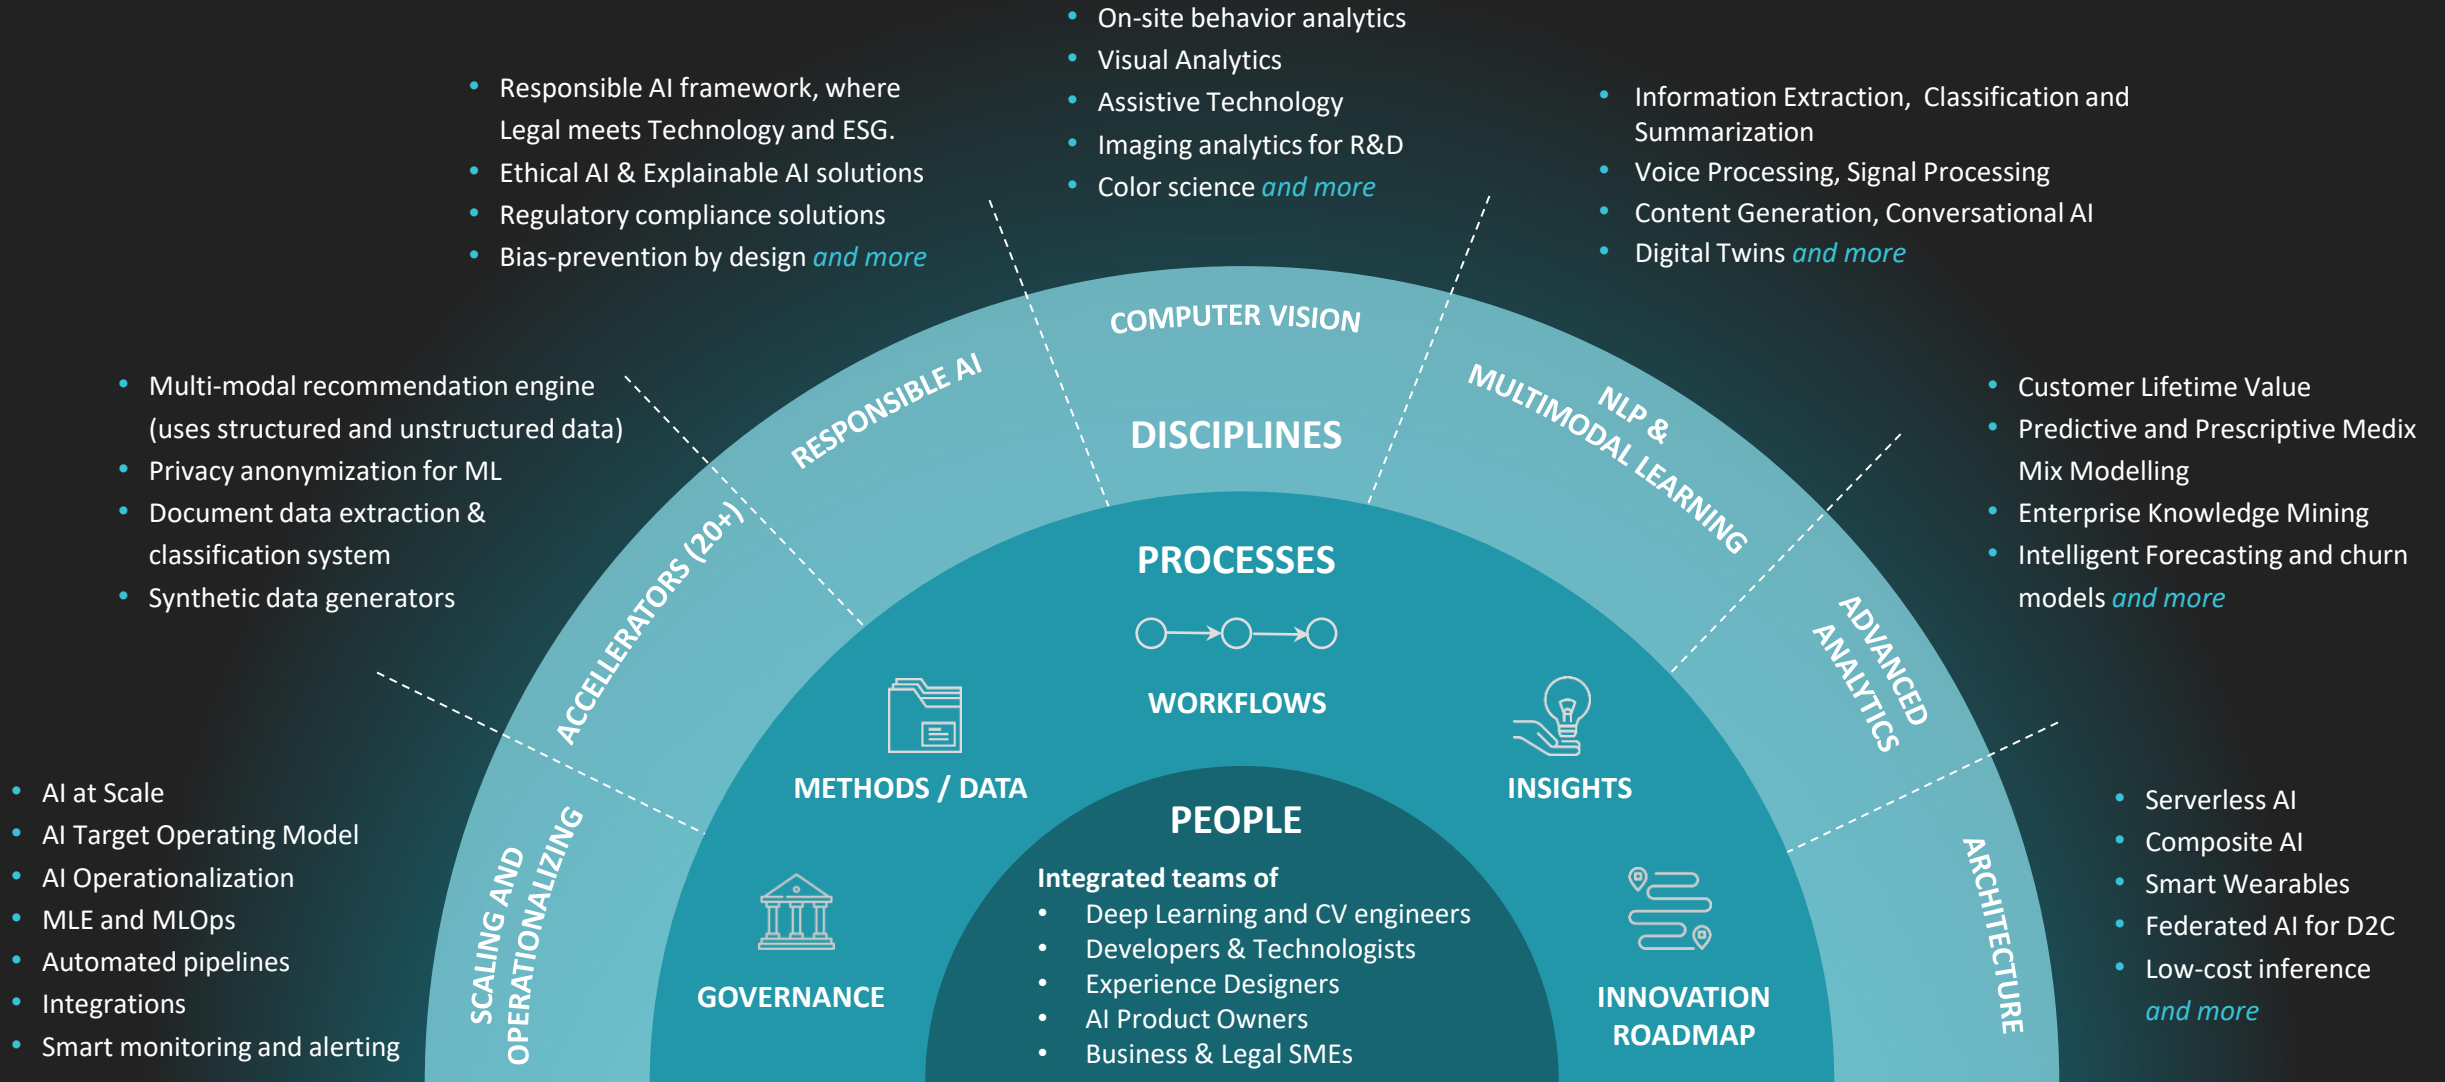 • On-site behavior analytics
• Visual Analytics
• Assistive Technology
• Imaging analytics for R&D
• Color science and more
• Responsible AI framework, where
Legal meets Technology and ESG.
• Ethical AI & Explainable AI solutions
• Regulatory compliance solutions
• Bias-prevention by design and more
• Information Extraction, Classification and
Summarization
• Voice Processing, Signal Processing
• Content Generation, Conversational AI
• Digital Twins and more
• Multi-modal recommendation engine
(uses structured and unstructured data)
• Privacy anonymization for ML
• Document data extraction &
classification system
• Synthetic data generators
• Customer Lifetime Value
• Predictive and Prescriptive Medix
Mix Modelling
• Enterprise Knowledge Mining
• Intelligent Forecasting and churn
models and more
• AI at Scale
• AI Target Operating Model
• AI Operationalization
• MLE and MLOps
• Automated pipelines
• Integrations
• Smart monitoring and alerting
• Serverless AI
• Composite AI
• Smart Wearables
• Federated AI for D2C
• Low-cost inference
and more
SCALING AND
OPERATIONALIZING
ACCELLERATORS (20+)
RESPONSIBLE AI
COMPUTER VISION
NLP &
MULTIMODAL LEARNING
ADVANCED
ANALYTICS
ARCHITECTURE
DISCIPLINES
PROCESSES
WORKFLOWS
METHODS / DATA
INSIGHTS
GOVERNANCE
INNOVATION
ROADMAP
PEOPLE
Integrated teams of
• Deep Learning and CV engineers
• Developers & Technologists
• Experience Designers
• AI Product Owners
• Business & Legal SMEs